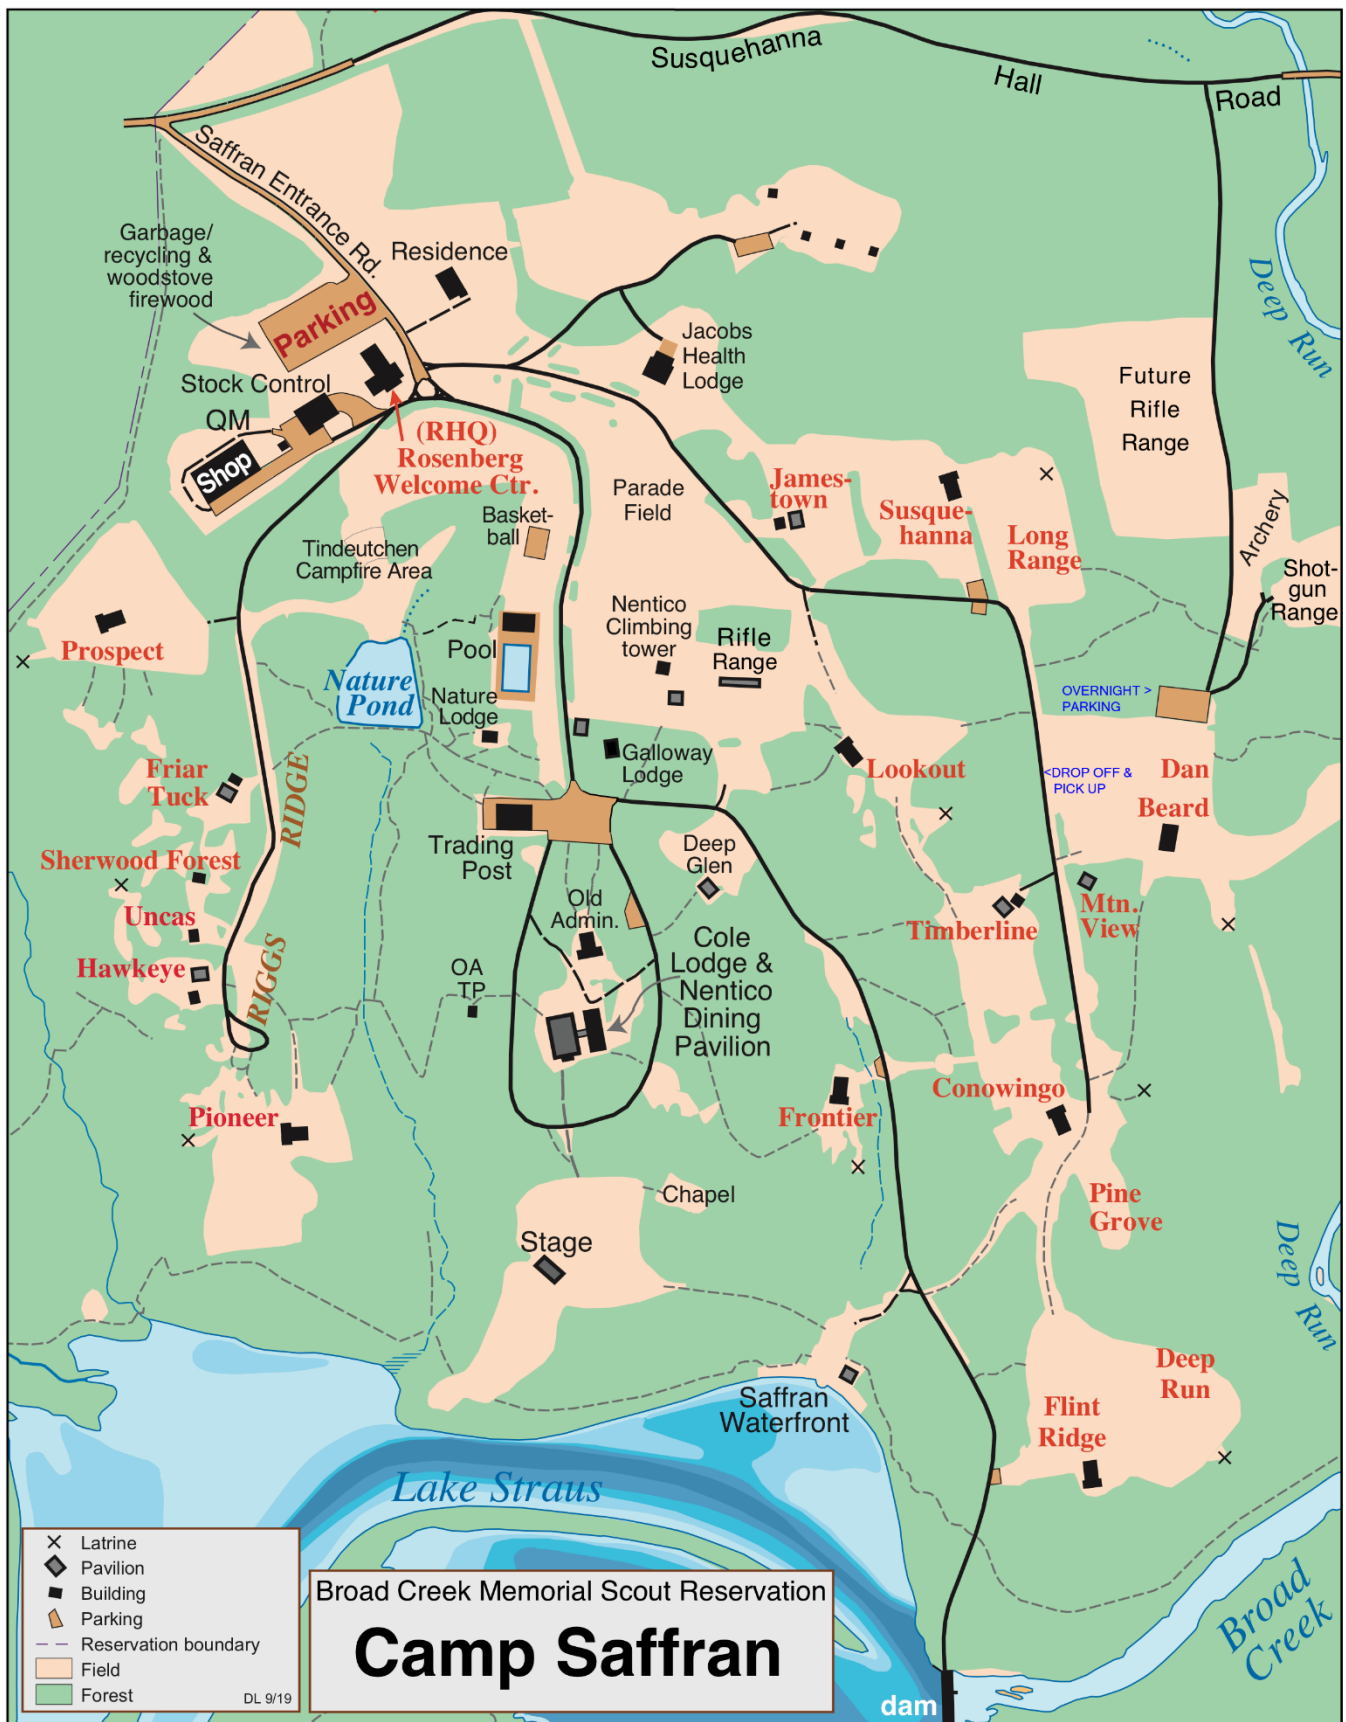 Susquehanna
Hall
Road
Saffran Entrance Rd.
Garbage/
recycling &
woodstove
firewood
Residence
Parking
Deep Run
Jacobs
Health
Lodge
Stock Control
QM
Shop
(RHQ)
Rosenberg
Welcome Ctr.
Future
Rifle
Range
Parade
Field
James-
town
Susque-
hanna
Long
Range
Archery
Shot-
gun
Range
Basket-
ball
Tindeutchen
Campfire Area
Nentico
Climbing
tower
Rifle
Range
Prospect
Pool
Nature
Pond
Nature
Lodge
OVERNIGHT >
PARKING
Galloway
Lodge
Lookout
<DROP OFF &
PICK UP
Dan
Beard
Friar
Tuck
RIDGE
Trading
Post
Deep
Glen
Sherwood Forest
Uncas
Old
Admin.
Timberline
Mtn.
View
Hawkeye
RIGGS
OA
TP
Cole
Lodge &
Nentico
Dining
Pavilion
Pioneer
Frontier
Conowingo
Chapel
Pine
Grove
Stage
Deep Run
Deep
Run
Saffran
Waterfront
Flint
Ridge
Lake Straus
Broad
Creek
Latrine
Pavilion
Building
Parking
Reservation boundary
Field
Forest
DL 9/19
Broad Creek Memorial Scout Reservation
Camp Saffran
dam